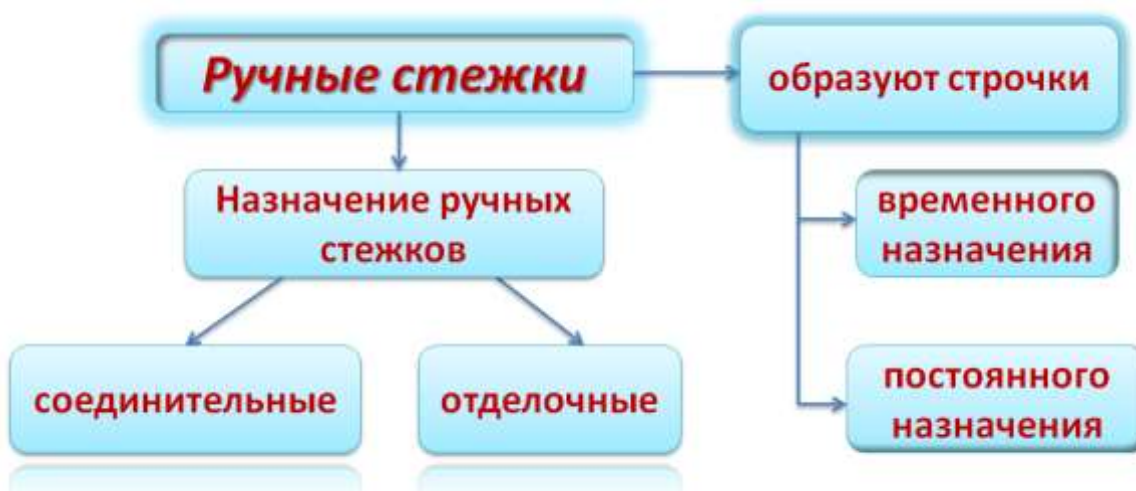 Ручные стежки
образуют строчки
Назначение ручных
стежков
временного
назначения
соединительные
отделочные
постоянного
назначения